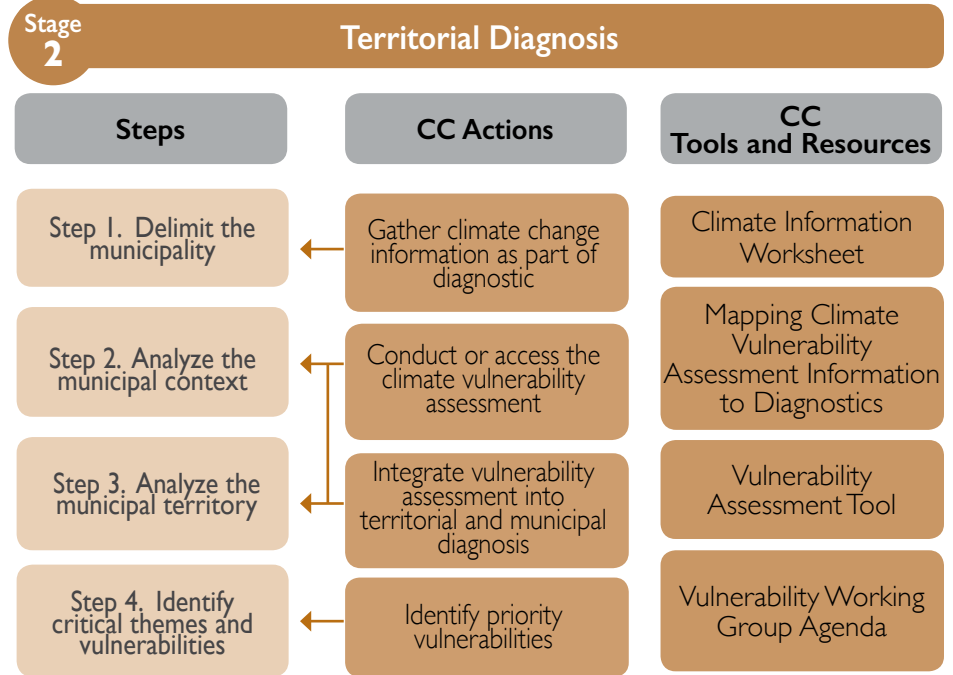 Stage
2
Territorial Diagnosis
Steps
CC Actions
CC
Tools and Resources
Step 1. Delimit the
municipality
Gather climate change
information as part of
diagnostic
Climate Information
Worksheet
Step 2. Analyze the
municipal context
Conduct or access the
climate vulnerability
assessment
Mapping Climate
Vulnerability
Assessment Information
to Diagnostics
Step 3. Analyze the
municipal territory
Integrate vulnerability
assessment into
territorial and municipal
diagnosis
Vulnerability
Assessment Tool
Step 4. Identify
critical themes and
vulnerabilities
Identify priority
vulnerabilities
Vulnerability Working
Group Agenda